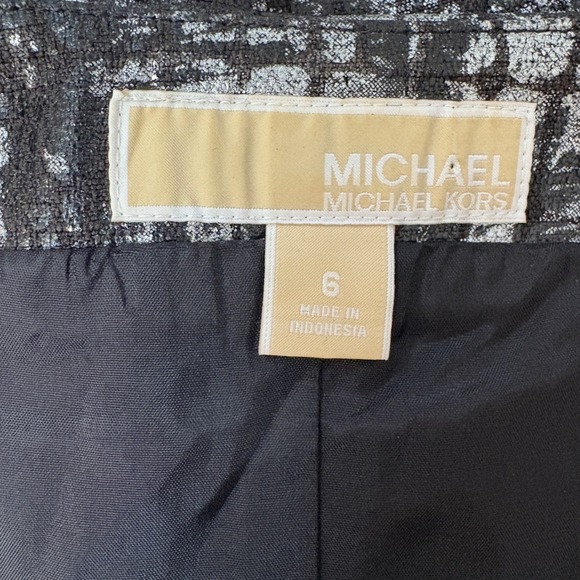 MICHAEL
MICHAEL KORS
6
MADE IN
INDONESIA